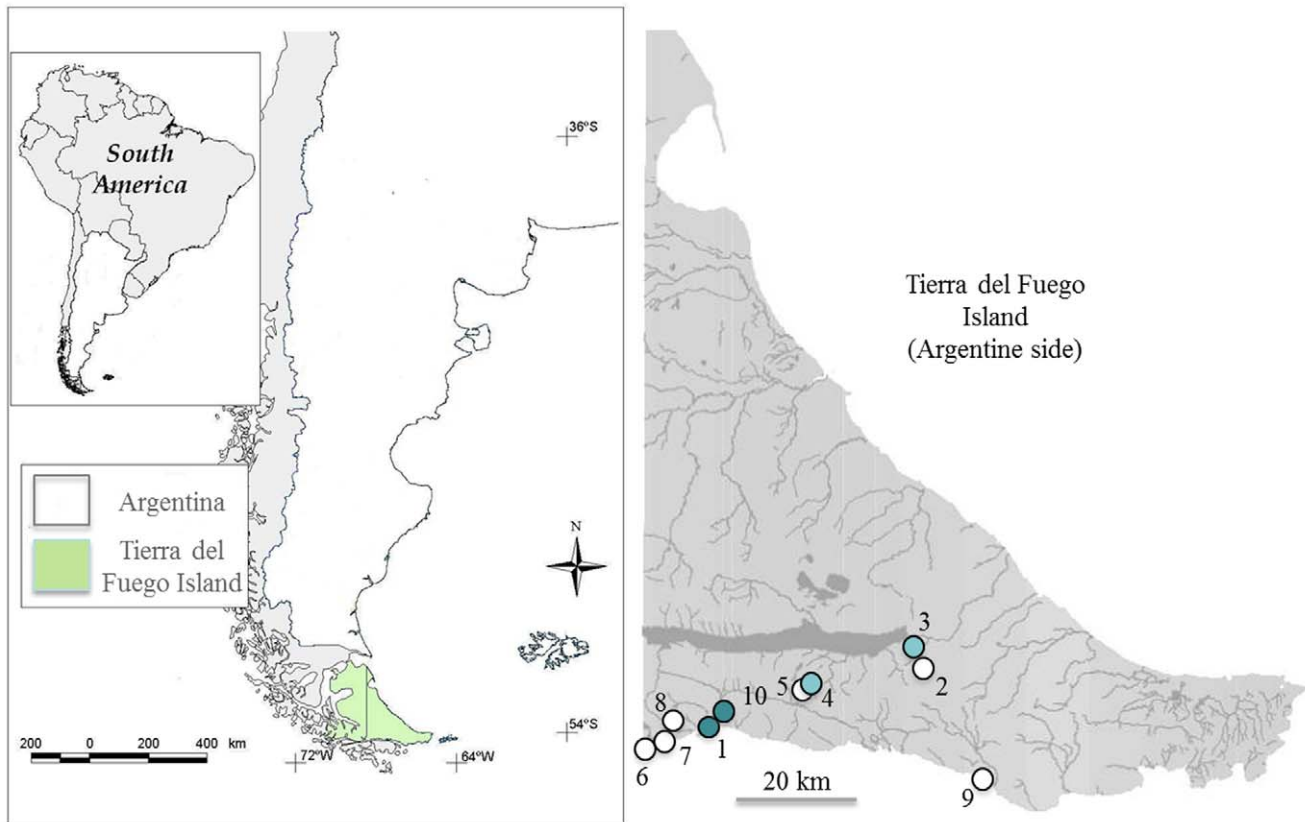 South
America
36°S
Argentina
Tierra del
Fuego Island
N
54°S
200 0 200 400 km
72°W
64°W
Tierra del Fuego
Island
(Argentine side)
3
2
5
4
10
8
1
7
6
9
20 km